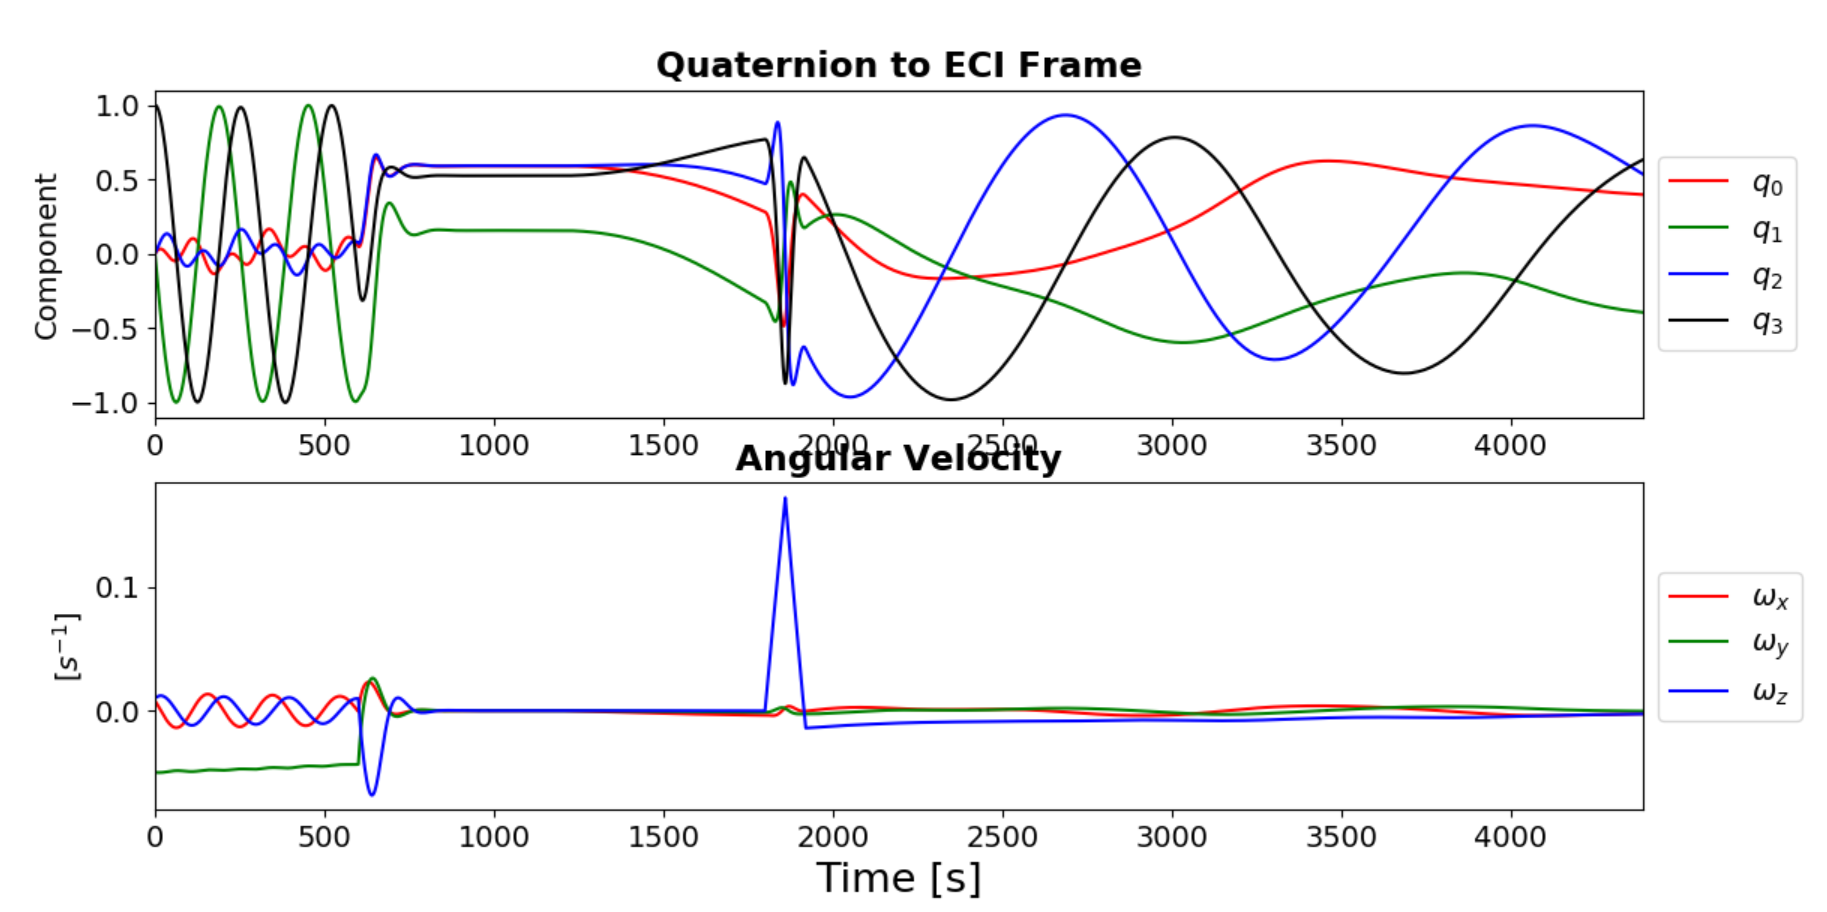 Quaternion to ECI Frame
Component
1.0
0.5
0.0
−0.5
−1.0
0 500 1000 1500 2000 2500 3000 3500 4000
q₀
q₁
q₂
q₃
Angular Velocity
[s⁻¹]
0.1
0.0
0 500 1000 1500 2000 2500 3000 3500 4000
Time [s]
ωₓ
ω_y
ω_z